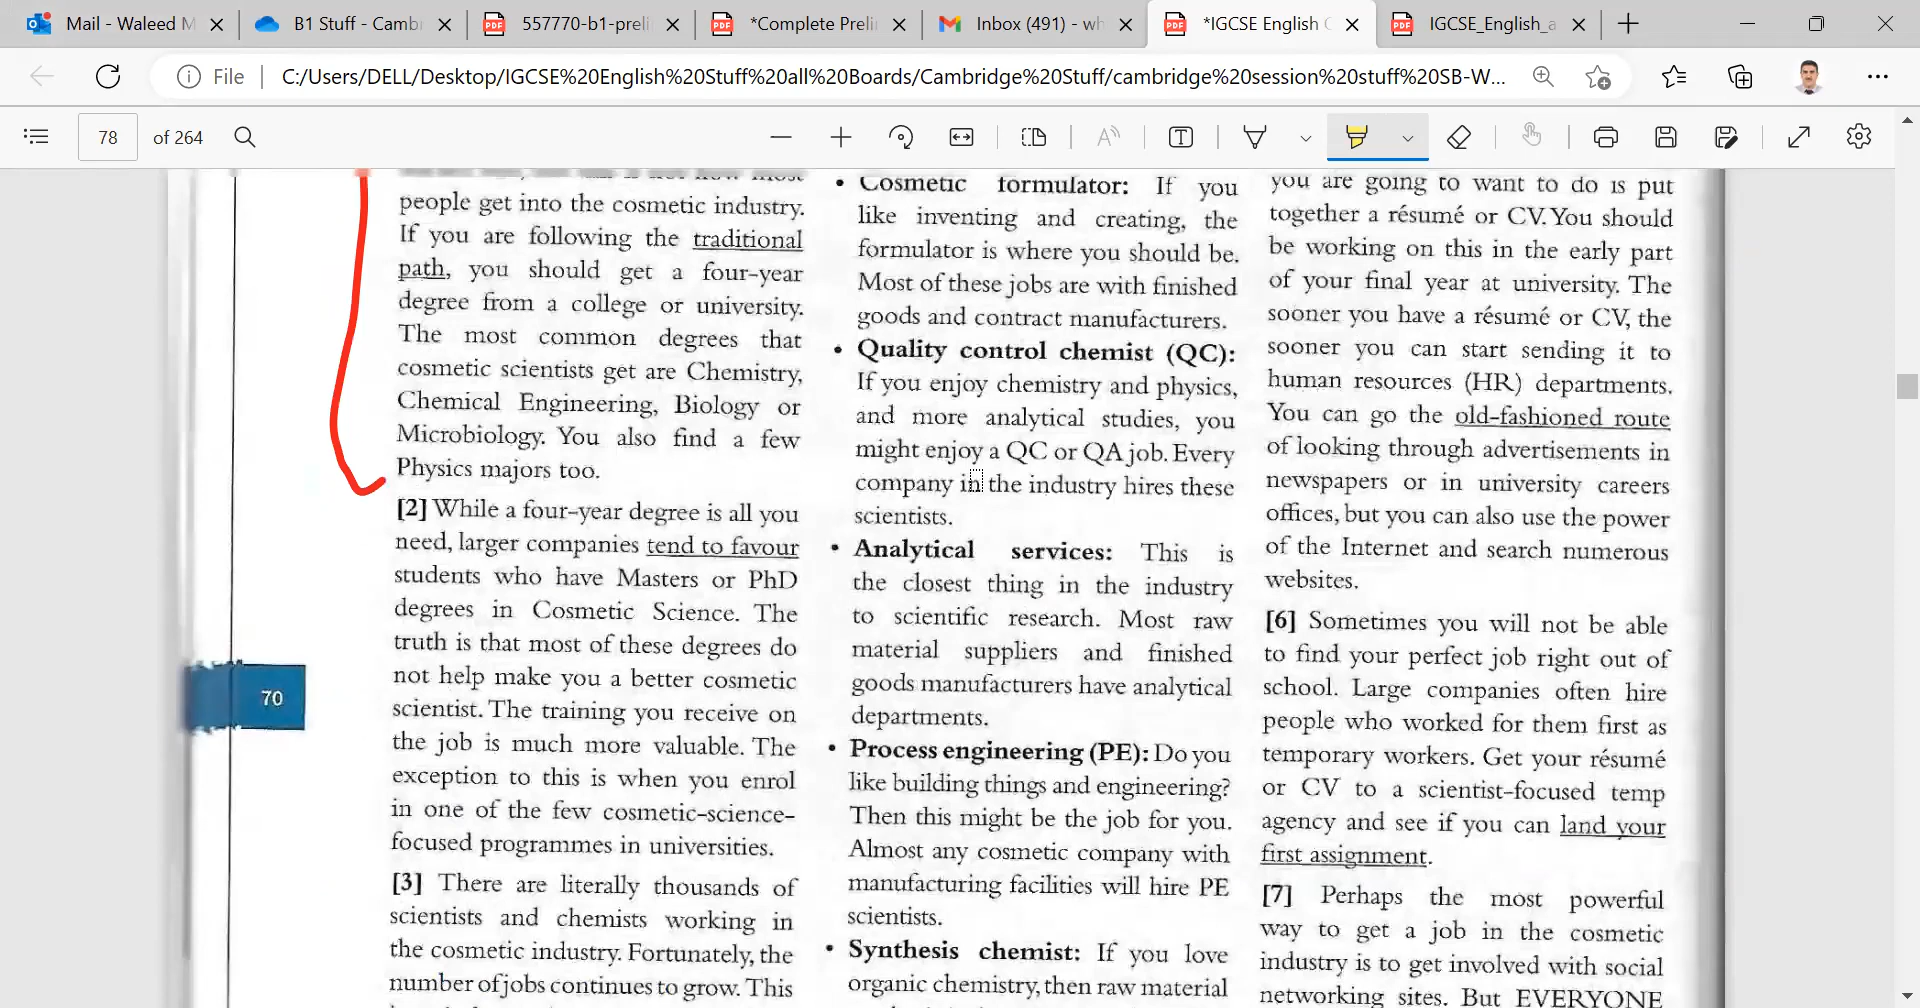 Mail - Waleed M
B1 Stuff - Camb
557770-b1-preli
*Complete Preli
Inbox (491) - wh
*IGCSE English
IGCSE_English_a
File
C:/Users/DELL/Desktop/IGCSE%20English%20Stuff%20all%20Boards/Cambridge%20Stuff/cambridge%20session%20stuff%20SB-W...
78
of 264
people get into the cosmetic industry.
If you are following the traditional
path, you should get a four-year
degree from a college or university.
The most common degrees that
cosmetic scientists get are Chemistry,
Chemical Engineering, Biology or
Microbiology. You also find a few
Physics majors too.
[2] While a four-year degree is all you
need, larger companies tend to favour
students who have Masters or PhD
degrees in Cosmetic Science. The
truth is that most of these degrees do
not help make you a better cosmetic
scientist. The training you receive on
the job is much more valuable. The
exception to this is when you enrol
in one of the few cosmetic-science-
focused programmes in universities.
[3] There are literally thousands of
scientists and chemists working in
the cosmetic industry. Fortunately, the
number of jobs continues to grow. This
70
• Cosmetic formulator: If you
like inventing and creating, the
formulator is where you should be.
Most of these jobs are with finished
goods and contract manufacturers.
• Quality control chemist (QC):
If you enjoy chemistry and physics,
and more analytical studies, you
might enjoy a QC or QA job. Every
company in the industry hires these
scientists.
• Analytical services: This is
the closest thing in the industry
to scientific research. Most raw
material suppliers and finished
goods manufacturers have analytical
departments.
• Process engineering (PE): Do you
like building things and engineering?
Then this might be the job for you.
Almost any cosmetic company with
manufacturing facilities will hire PE
scientists.
• Synthesis chemist: If you love
organic chemistry, then raw material
you are going to want to do is put
together a résumé or CV. You should
be working on this in the early part
of your final year at university. The
sooner you have a résumé or CV, the
sooner you can start sending it to
human resources (HR) departments.
You can go the old-fashioned route
of looking through advertisements in
newspapers or in university careers
offices, but you can also use the power
of the Internet and search numerous
websites.
[6] Sometimes you will not be able
to find your perfect job right out of
school. Large companies often hire
people who worked for them first as
temporary workers. Get your résumé
or CV to a scientist-focused temp
agency and see if you can land your
first assignment.
[7] Perhaps the most powerful
way to get a job in the cosmetic
industry is to get involved with social
networking sites. But EVERYONE